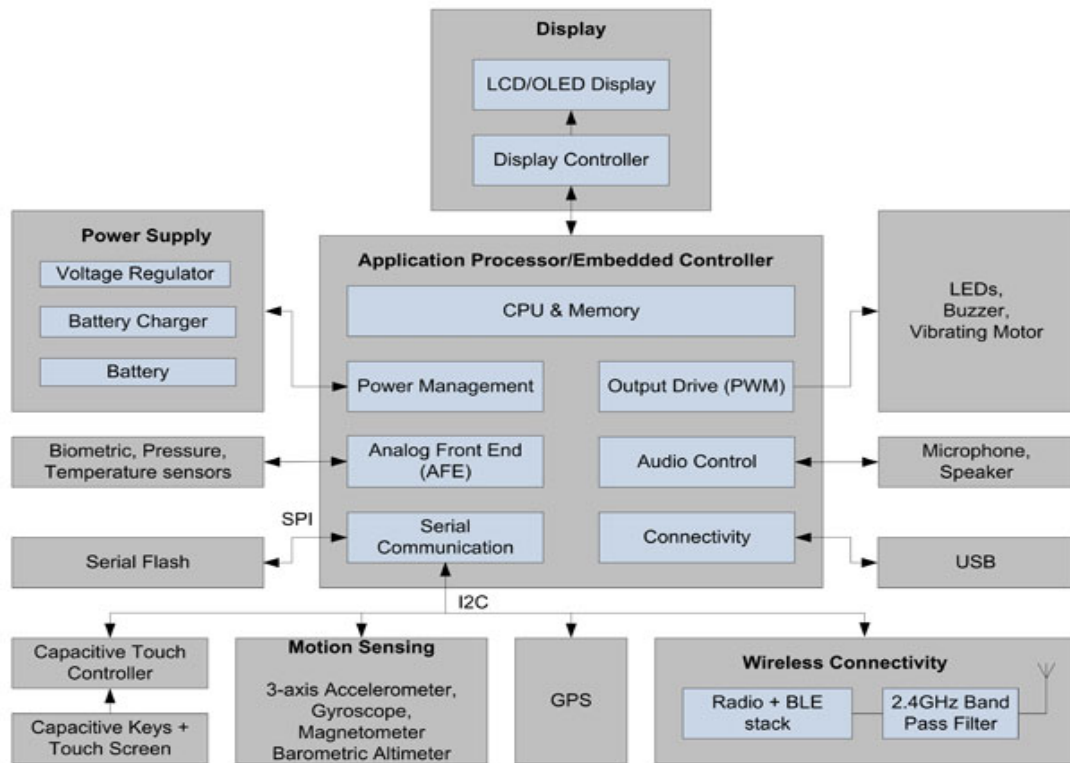 Display
LCD/OLED Display
Display Controller
Power Supply
Voltage Regulator
Battery Charger
Battery
Application Processor/Embedded Controller
CPU & Memory
Power Management
Output Drive (PWM)
Analog Front End
(AFE)
Audio Control
Serial
Communication
Connectivity
LEDs,
Buzzer,
Vibrating Motor
Biometric, Pressure,
Temperature sensors
Microphone,
Speaker
SPI
Serial Flash
USB
I2C
Capacitive Touch
Controller
Capacitive Keys +
Touch Screen
Motion Sensing
3-axis Accelerometer,
Gyroscope,
Magnetometer
Barometric Altimeter
GPS
Wireless Connectivity
Radio + BLE
stack
2.4GHz Band
Pass Filter